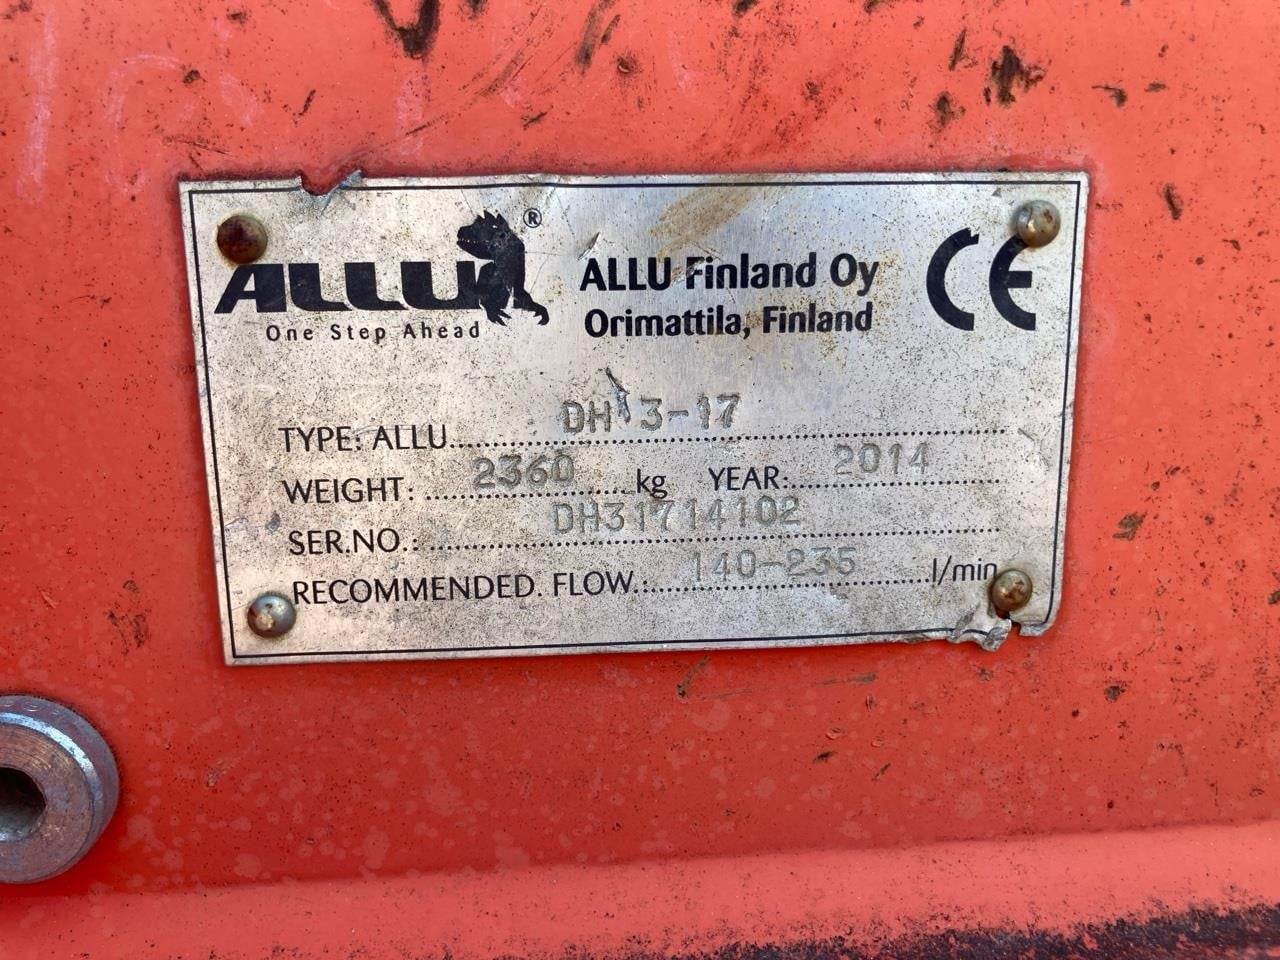 ALLU®
One Step Ahead
ALLU Finland Oy
Orimattila, Finland
CE
TYPE: ALLU DH 3-17
WEIGHT: 2360 kg YEAR: 2014
SER.NO.: DH31714102
RECOMMENDED. FLOW.: 140-235 l/min